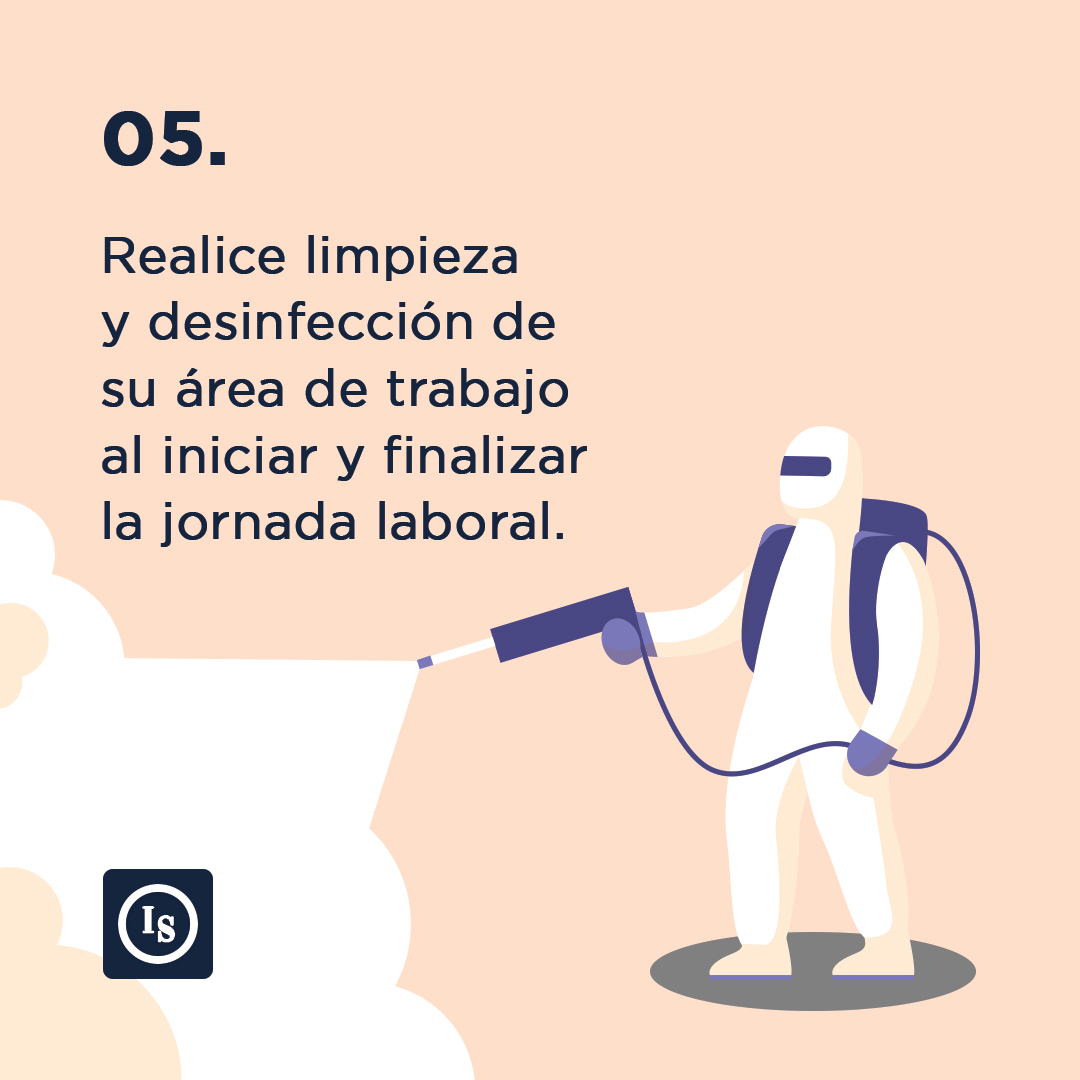 05.
Realice limpieza
y desinfección de
su área de trabajo
al iniciar y finalizar
la jornada laboral.
IS